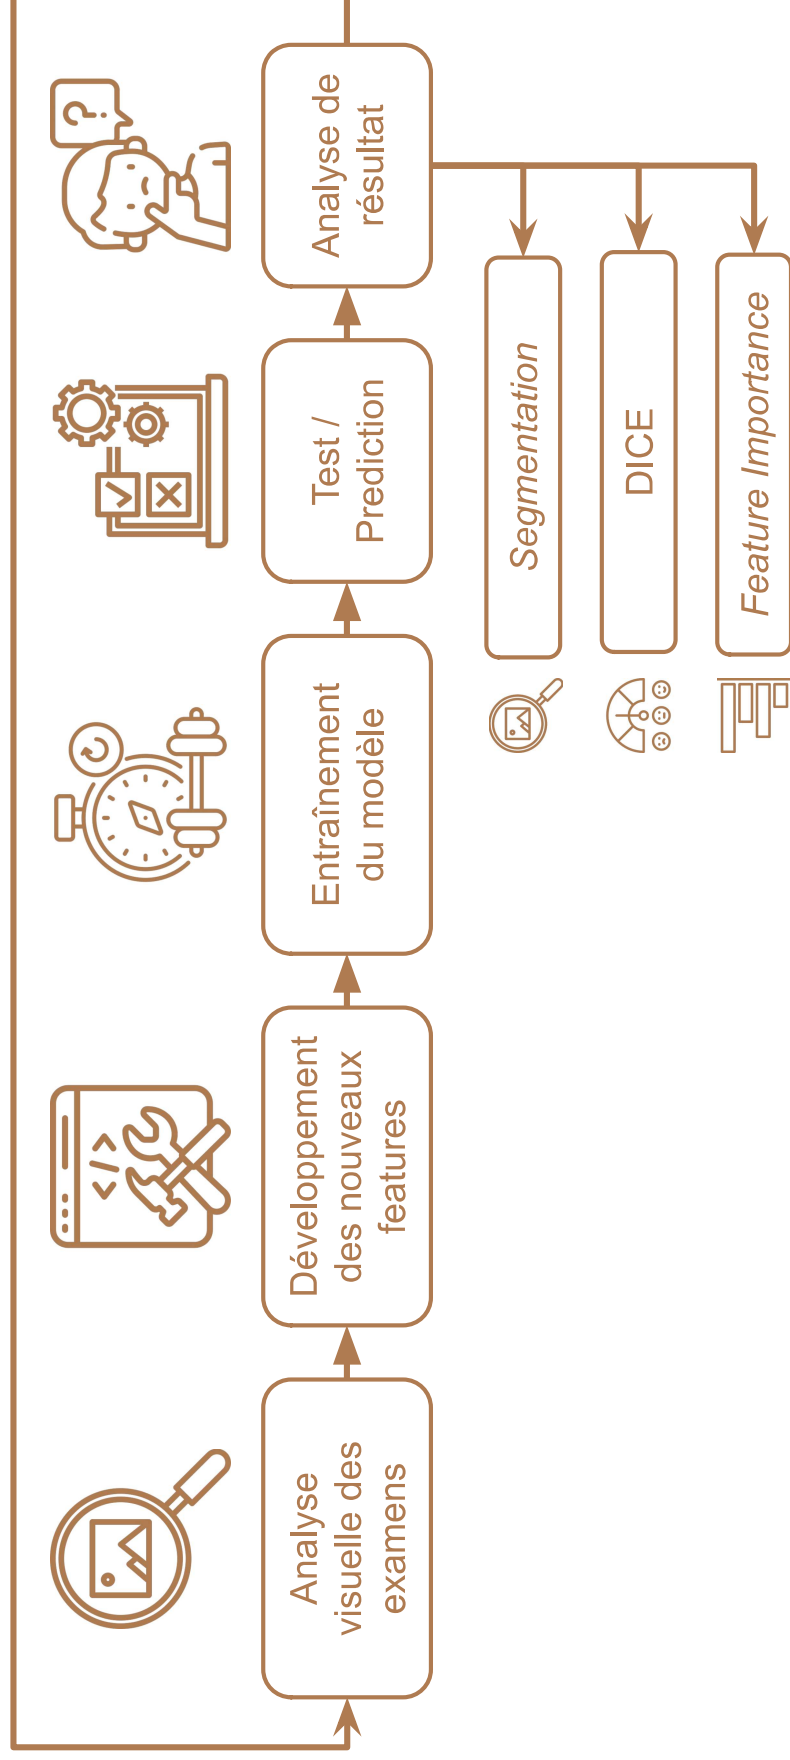 Analyse
visuelle des
examens
Développement
des nouveaux
features
Entraînement
du modèle
Test /
Prediction
Analyse de
résultat
?
</>
Segmentation
DICE
Feature Importance